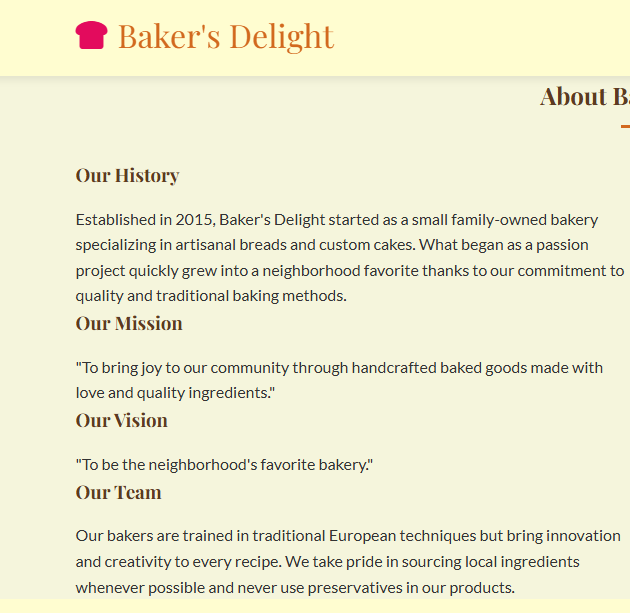 Baker's Delight
About
Our History
Established in 2015, Baker's Delight started as a small family-owned bakery
specializing in artisanal breads and custom cakes. What began as a passion
project quickly grew into a neighborhood favorite thanks to our commitment to
quality and traditional baking methods.
Our Mission
"To bring joy to our community through handcrafted baked goods made with
love and quality ingredients."
Our Vision
"To be the neighborhood's favorite bakery."
Our Team
Our bakers are trained in traditional European techniques but bring innovation
and creativity to every recipe. We take pride in sourcing local ingredients
whenever possible and never use preservatives in our products.